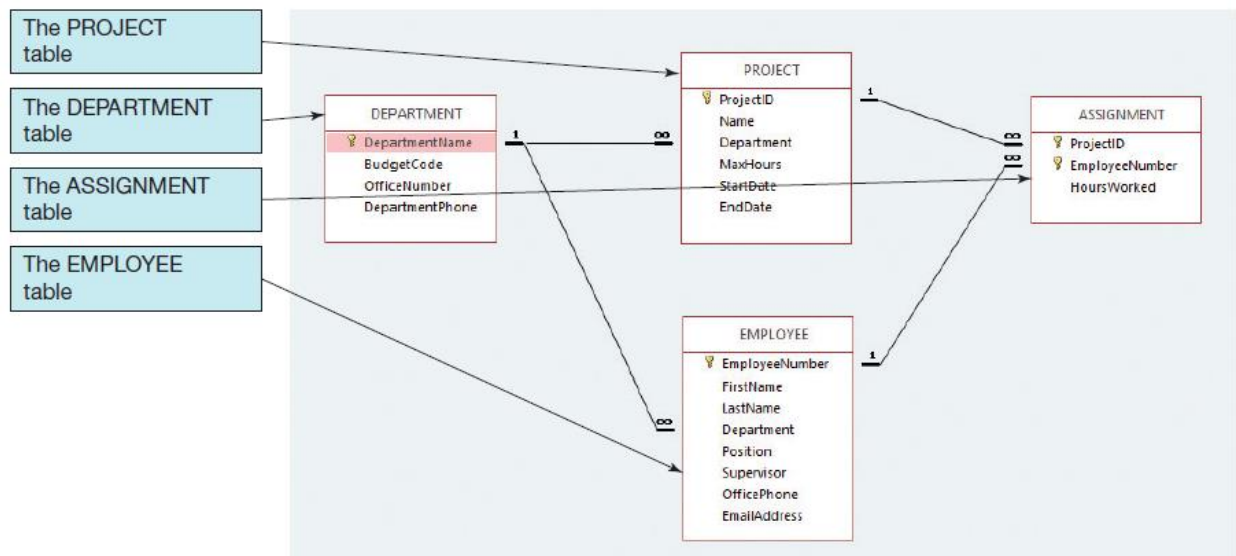 The PROJECT
table
The DEPARTMENT
table
The ASSIGNMENT
table
The EMPLOYEE
table
DEPARTMENT
DepartmentName
BudgetCode
OfficeNumber
DepartmentPhone
1
∞
PROJECT
ProjectID
Name
Department
MaxHours
StartDate
EndDate
1
∞
∞
ASSIGNMENT
ProjectID
EmployeeNumber
HoursWorked
∞
EMPLOYEE
EmployeeNumber
FirstName
LastName
Department
Position
Supervisor
OfficePhone
EmailAddress
1